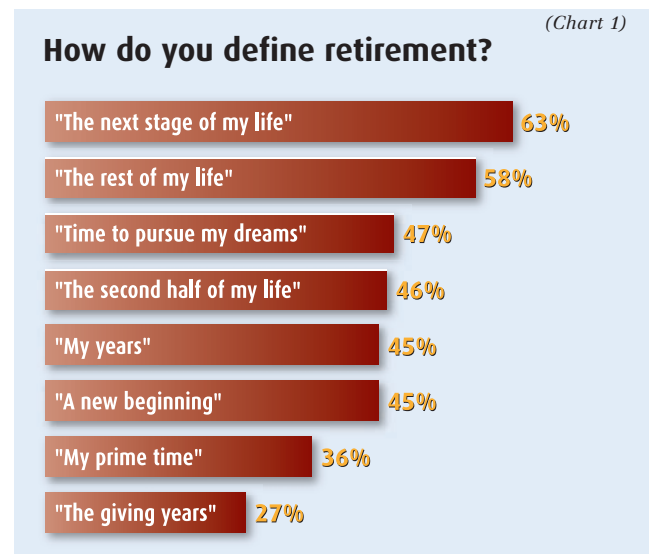 (Chart 1)
How do you define retirement?
"The next stage of my life" 63%
"The rest of my life" 58%
"Time to pursue my dreams" 47%
"The second half of my life" 46%
"My years" 45%
"A new beginning" 45%
"My prime time" 36%
"The giving years" 27%